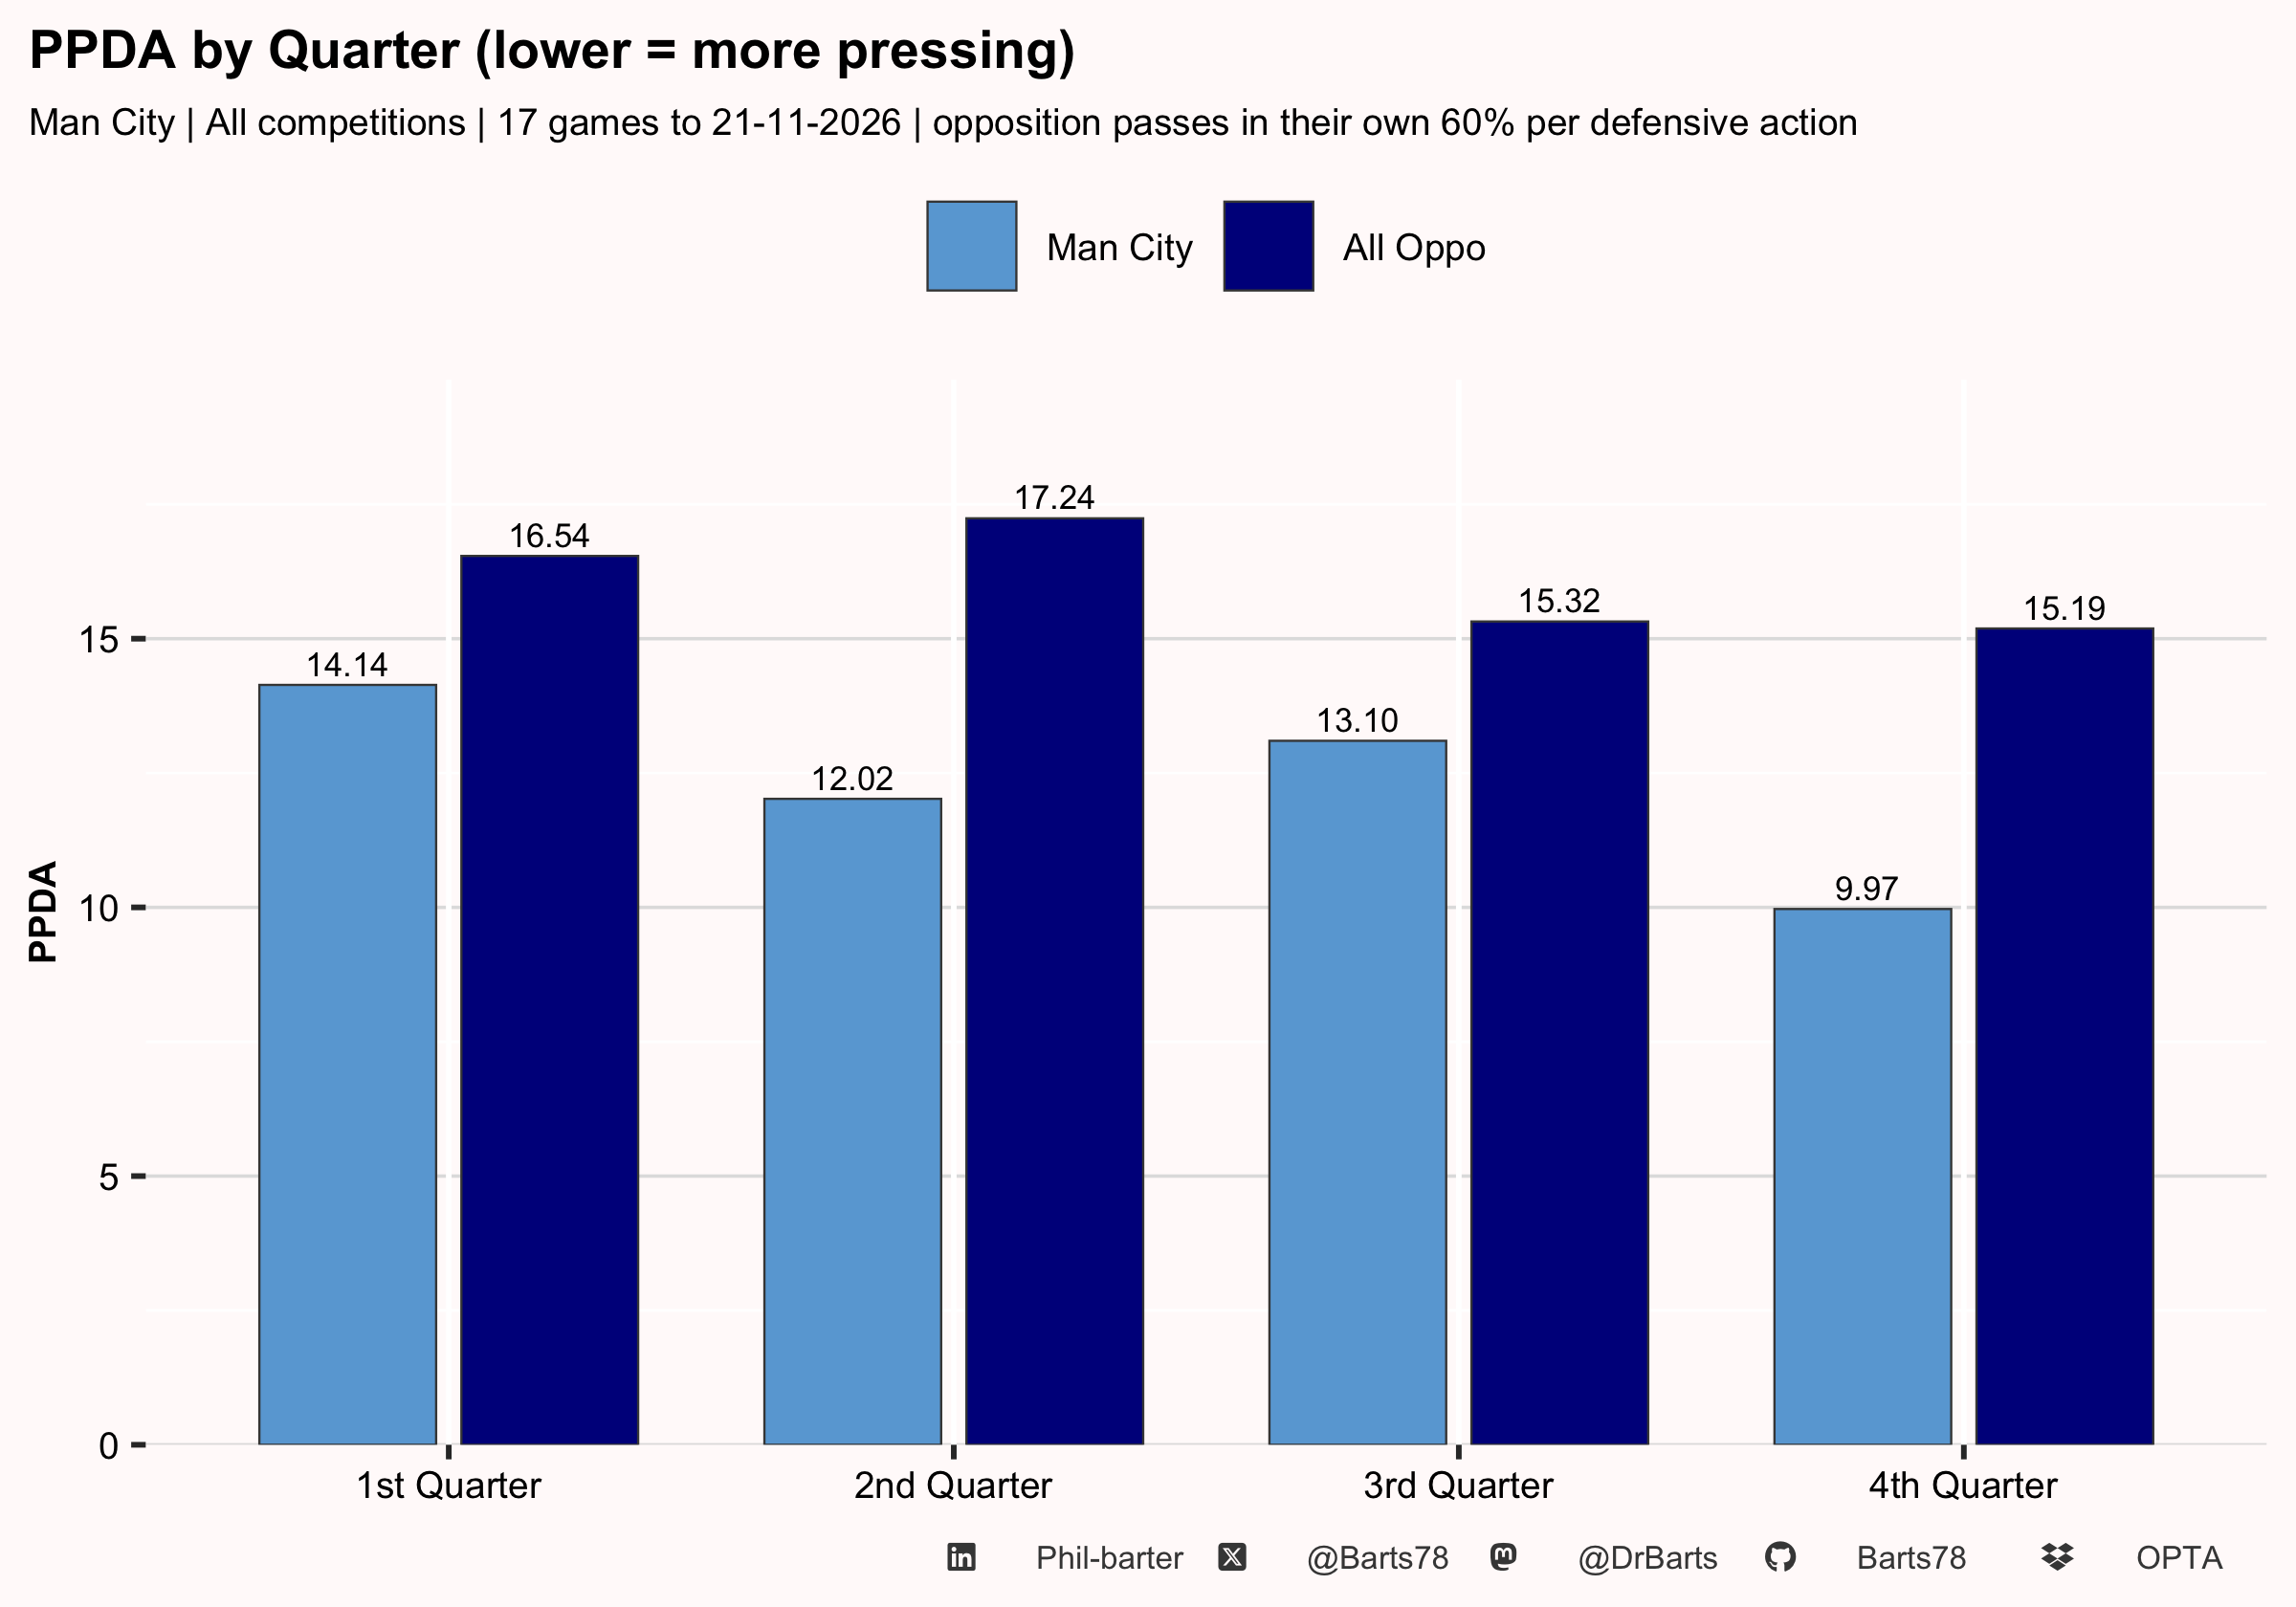 PPDA by Quarter (lower = more pressing)
Man City | All competitions | 17 games to 21-11-2026 | opposition passes in their own 60% per defensive action
Man City All Oppo
17.24
16.54
15.32
15.19
15
14.14
13.10
12.02
9.97
10
PPDA
5
0
1st Quarter 2nd Quarter 3rd Quarter 4th Quarter
Phil-barter @Barts78 @DrBarts Barts78 OPTA